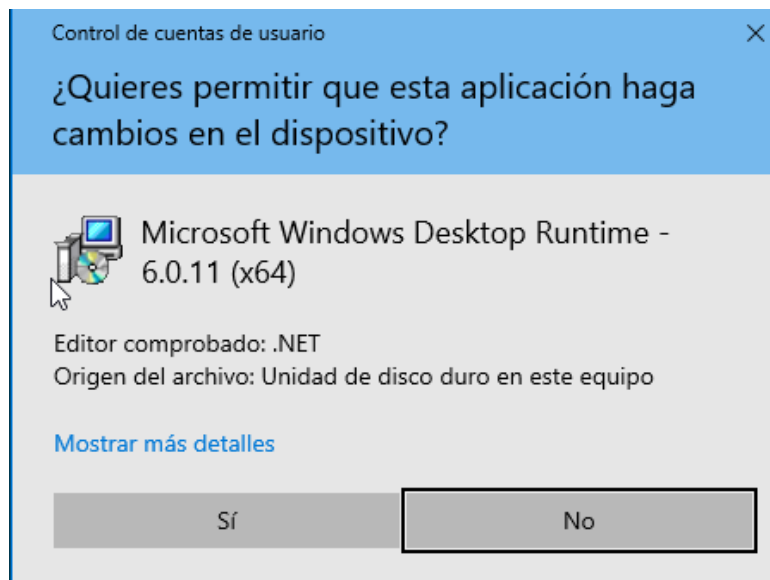 Control de cuentas de usuario
¿Quieres permitir que esta aplicación haga
cambios en el dispositivo?
Microsoft Windows Desktop Runtime -
6.0.11 (x64)
Editor comprobado: .NET
Origen del archivo: Unidad de disco duro en este equipo
Mostrar más detalles
Sí
No